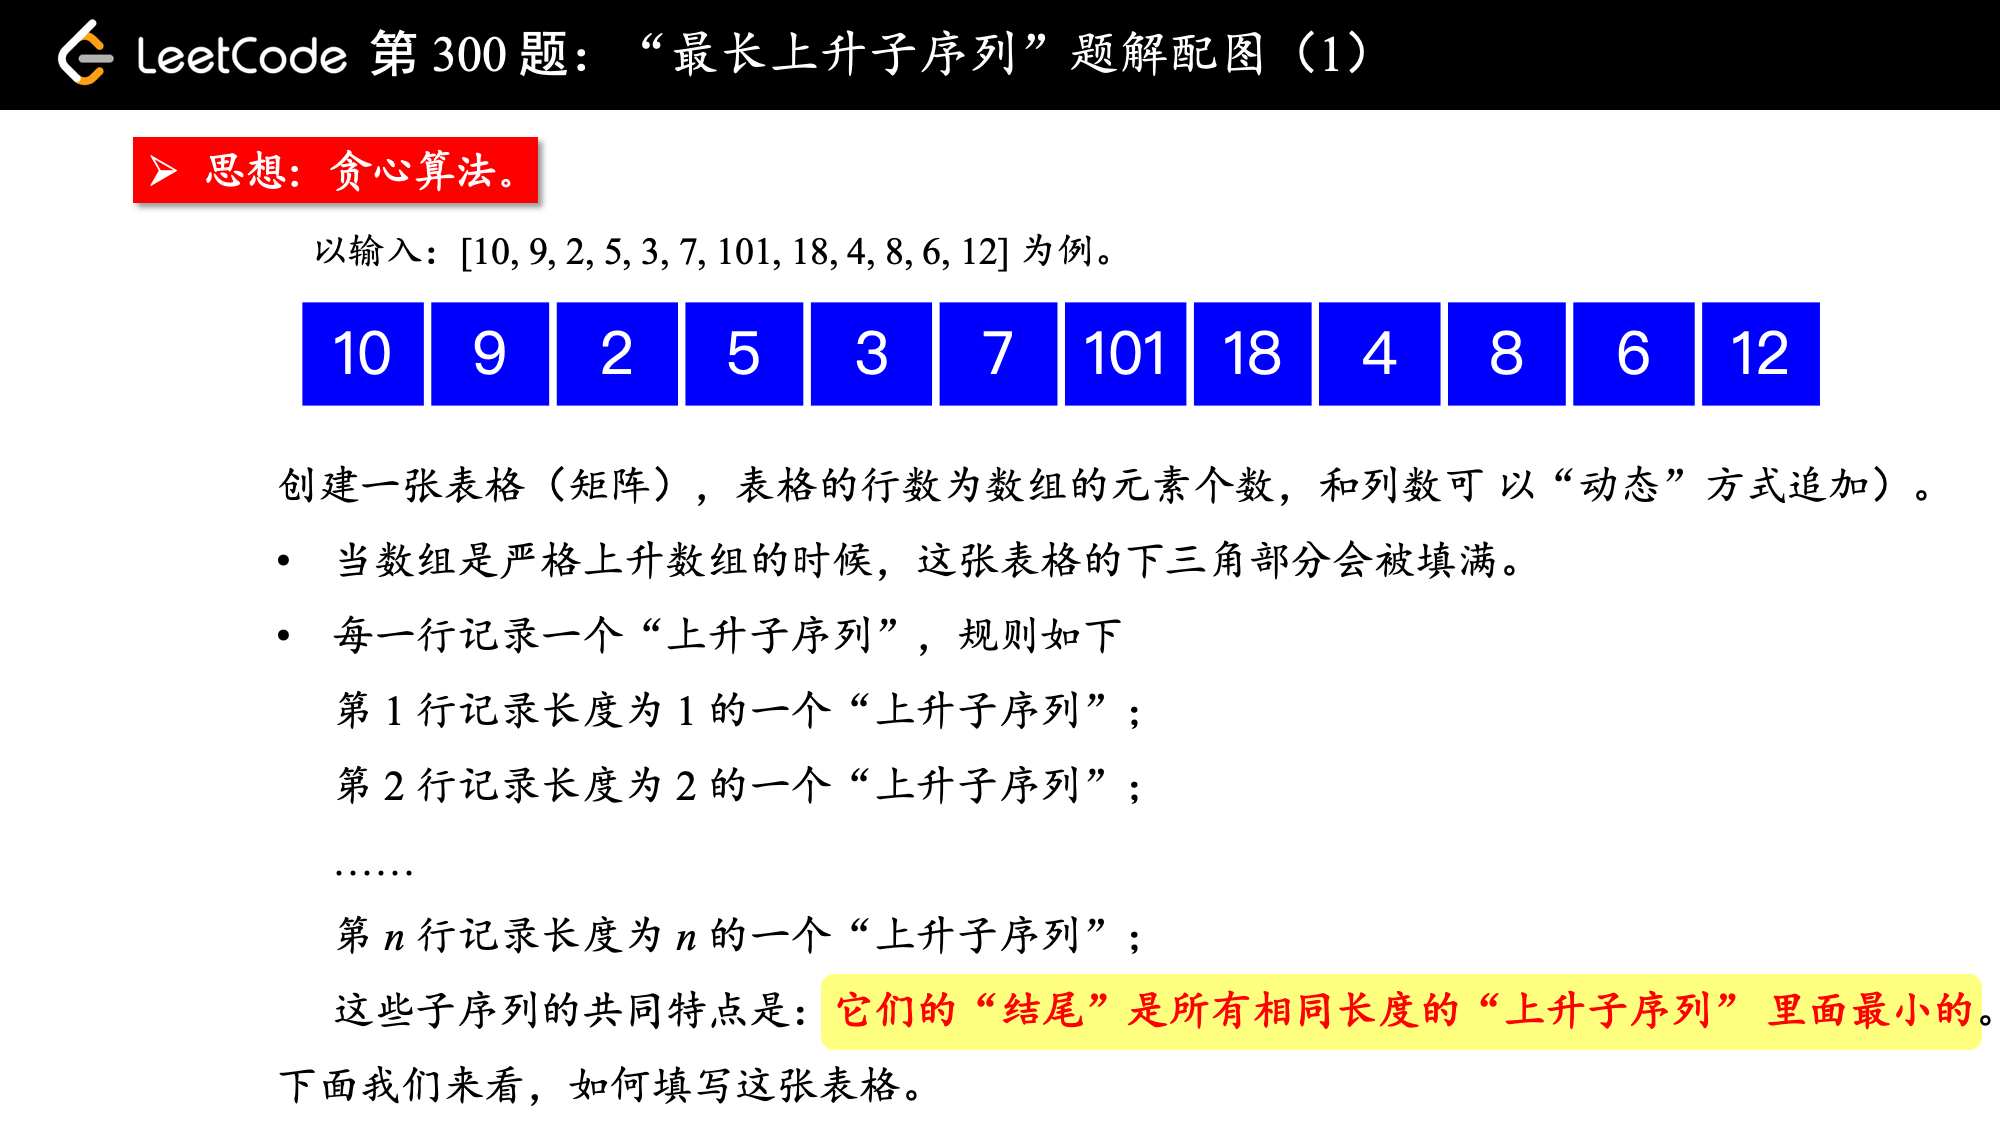 LeetCode 第 300 题：“最长上升子序列”题解配图（1）
➢ 思想：贪心算法。
以输入：[10, 9, 2, 5, 3, 7, 101, 18, 4, 8, 6, 12] 为例。
10 9 2 5 3 7 101 18 4 8 6 12
创建一张表格（矩阵），表格的行数为数组的元素个数，和列数可 以“动态”方式追加）。
• 当数组是严格上升数组的时候，这张表格的下三角部分会被填满。
• 每一行记录一个“上升子序列”，规则如下
第 1 行记录长度为 1 的一个“上升子序列”；
第 2 行记录长度为 2 的一个“上升子序列”；
……
第 n 行记录长度为 n 的一个“上升子序列”；
这些子序列的共同特点是：它们的“结尾”是所有相同长度的“上升子序列” 里面最小的。
下面我们来看，如何填写这张表格。